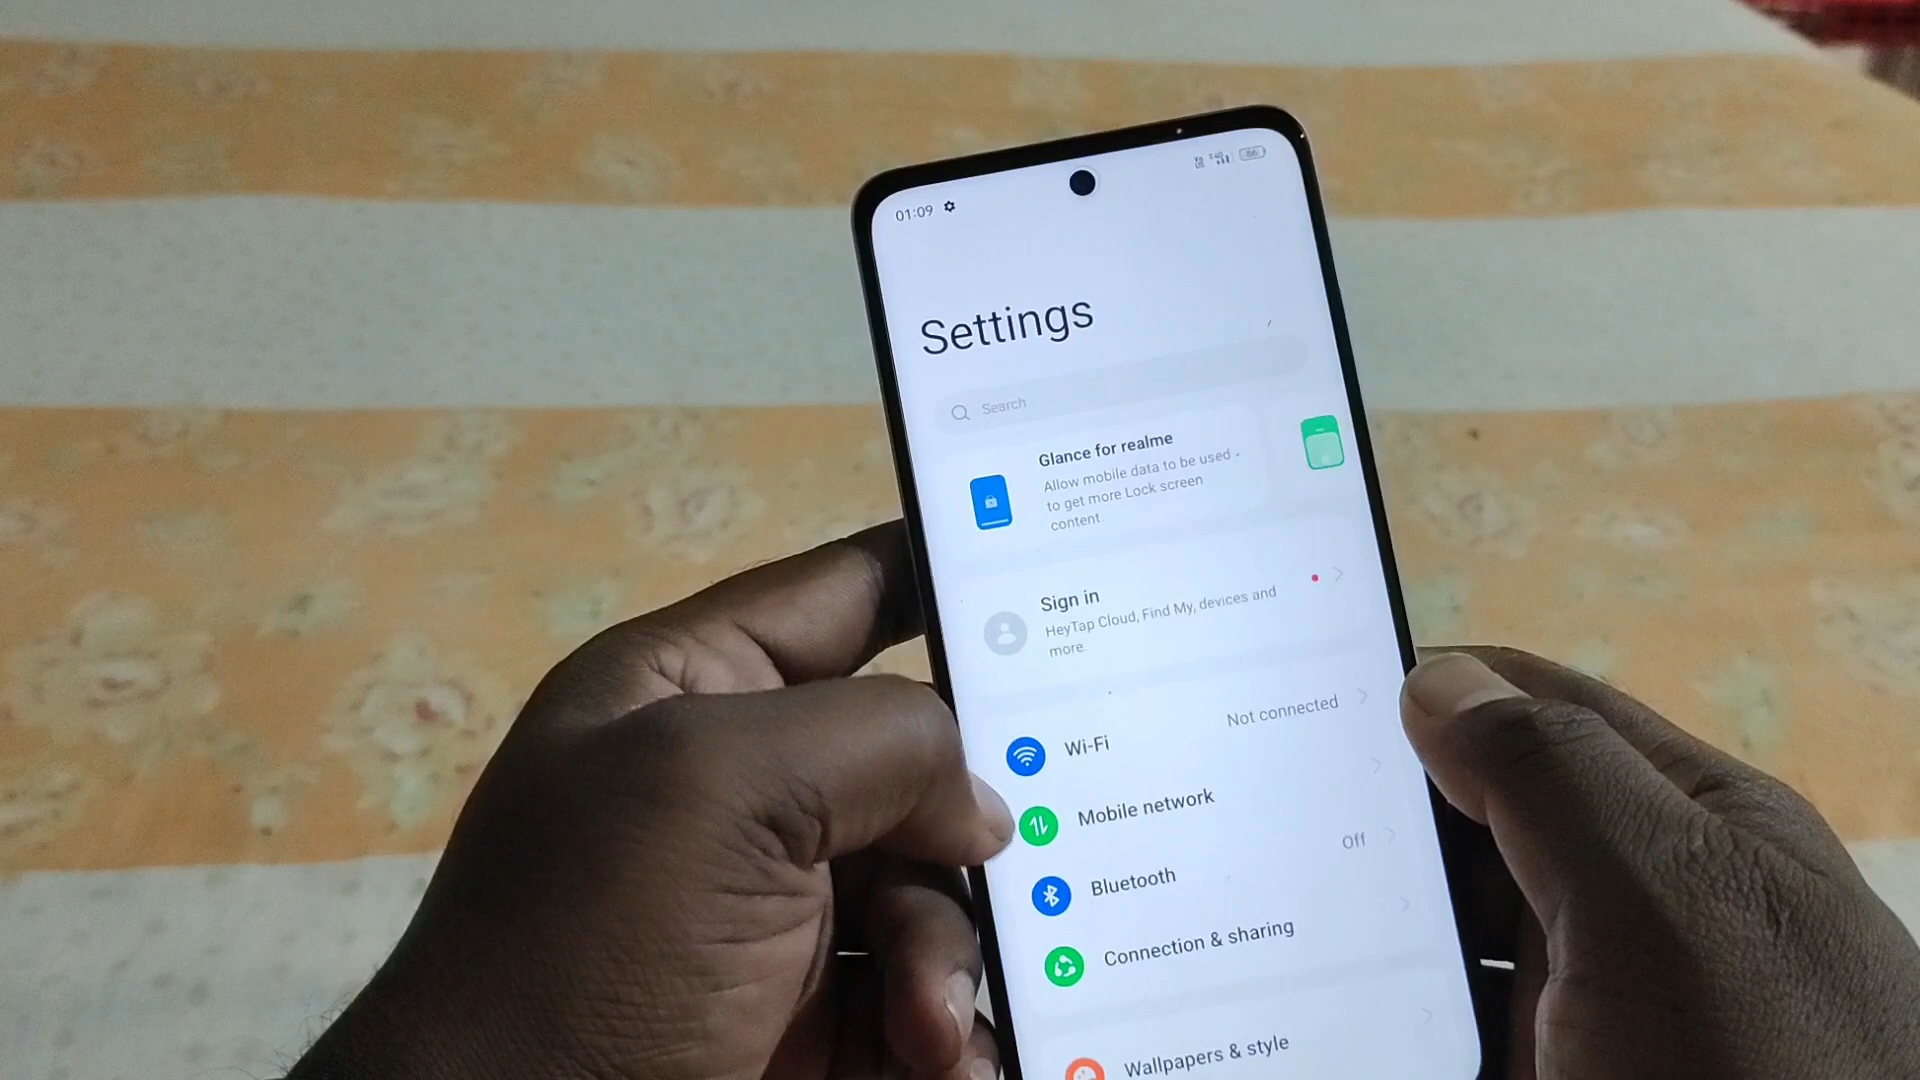 01:09
66
Settings
Search
Glance for realme
Allow mobile data to be used -
to get more Lock screen
content.
Sign in
HeyTap Cloud, Find My, devices and
more.
Wi-Fi
Not connected
Mobile network
Bluetooth
Off
Connection & sharing
Wallpapers & style